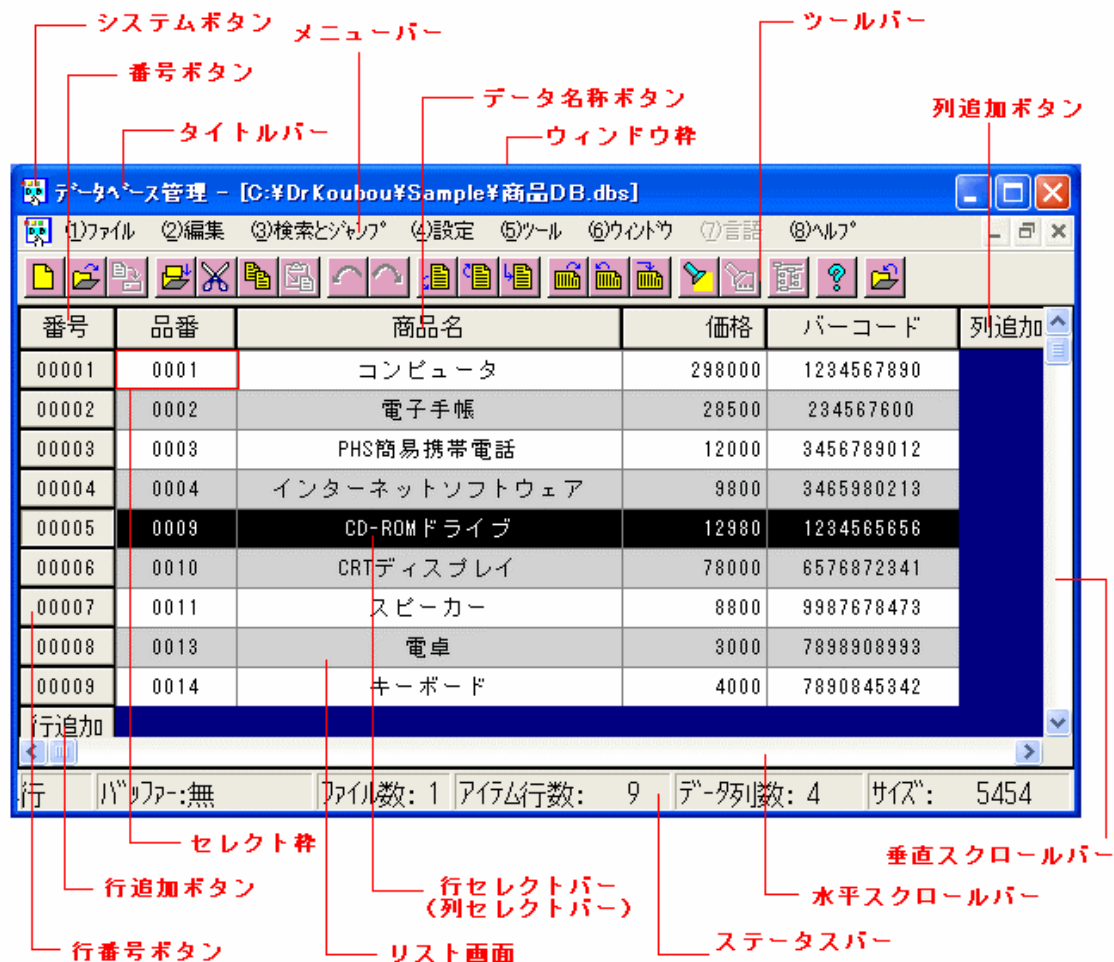 システムボタン
メニューバー
ツールバー
番号ボタン
データ名称ボタン
列追加ボタン
タイトルバー
ウィンドウ枠
データベース管理 - [C:¥DrKoubou¥Sample¥商品DB.dbs]
(1)ファイル (2)編集 (3)検索とジャンプ (4)設定 (5)ツール (6)ウィンドウ (7)言語 (8)ヘルプ
番号 品番 商品名 価格 バーコード 列追加
00001 0001 コンピュータ 298000 1234567890
00002 0002 電子手帳 28500 234567600
00003 0003 PHS簡易携帯電話 12000 3456789012
00004 0004 インターネットソフトウェア 9800 3465980213
00005 0009 CD-ROMドライブ 12980 1234565656
00006 0010 CRTディスプレイ 78000 6576872341
00007 0011 スピーカー 8800 9987678473
00008 0013 電卓 3000 7898908993
00009 0014 キーボード 4000 7890845342
行追加
行 バッファー:無 ファイル数: 1 アイテム行数: 9 データ列数: 4 サイズ: 5454
セレクト枠
垂直スクロールバー
行追加ボタン
行セレクトバー
(列セレクトバー)
水平スクロールバー
行番号ボタン
リスト画面
ステータスバー